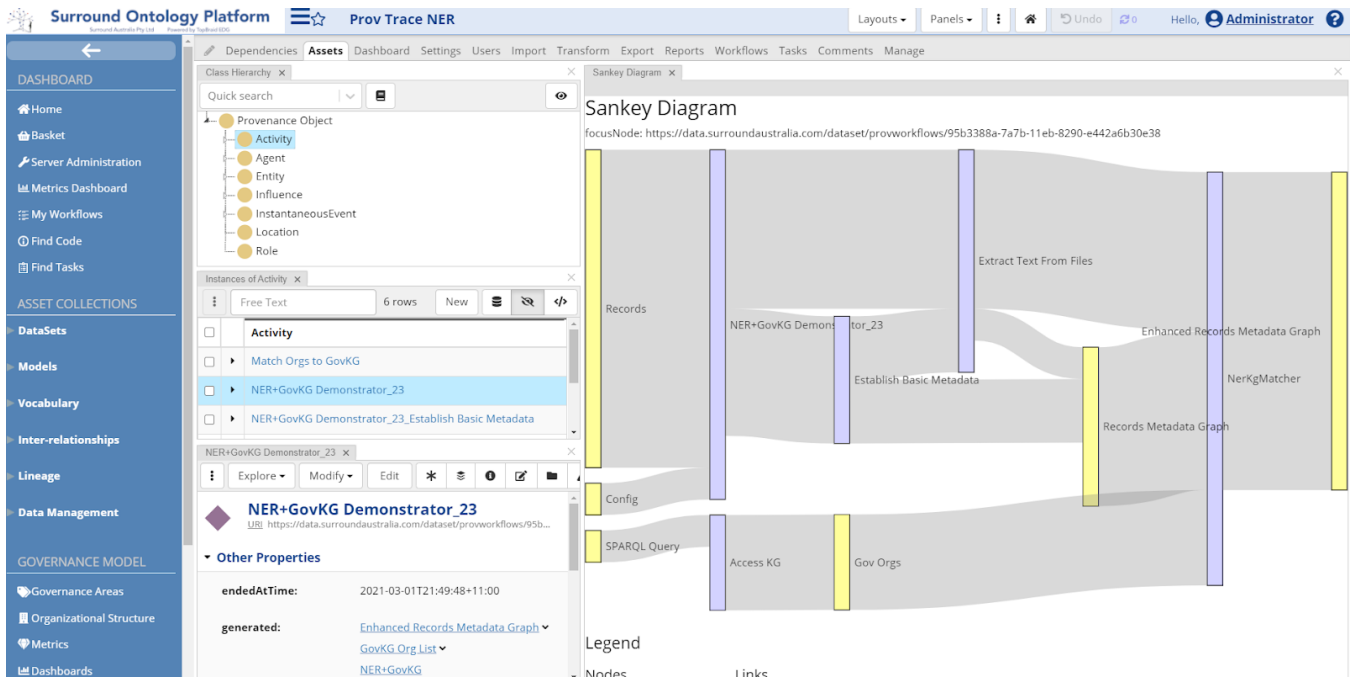 Surround Ontology Platform
Surround Australia Pty Ltd Powered by TopBraid EDG
Prov Trace NER
Layouts
Panels
Undo
0
Hello, Administrator
DASHBOARD
Home
Basket
Server Administration
Metrics Dashboard
My Workflows
Find Code
Find Tasks
ASSET COLLECTIONS
DataSets
Models
Vocabulary
Inter-relationships
Lineage
Data Management
GOVERNANCE MODEL
Governance Areas
Organizational Structure
Metrics
Dashboards
Dependencies Assets Dashboard Settings Users Import Transform Export Reports Workflows Tasks Comments Manage
Class Hierarchy
Quick search
Provenance Object
Activity
Agent
Entity
Influence
InstantaneousEvent
Location
Role
Instances of Activity
Free Text
6 rows
New
Activity
Match Orgs to GovKG
NER+GovKG Demonstrator_23
NER+GovKG Demonstrator_23_Establish Basic Metadata
NER+GovKG Demonstrator_23
Explore
Modify
Edit
NER+GovKG Demonstrator_23
URI https://data.surroundaustralia.com/dataset/provworkflows/95b...
Other Properties
endedAtTime: 2021-03-01T21:49:48+11:00
generated: Enhanced Records Metadata Graph
GovKG Org List
NER+GovKG
Sankey Diagram
Sankey Diagram
focusNode: https://data.surroundaustralia.com/dataset/provworkflows/95b3388a-7a7b-11eb-8290-e442a6b30e38
Extract Text From Files
Records
NER+GovKG Demonstrator_23
Enhanced Records Metadata Graph
Establish Basic Metadata
NerKgMatcher
Records Metadata Graph
Config
SPARQL Query
Access KG
Gov Orgs
Legend
Nodes
Links